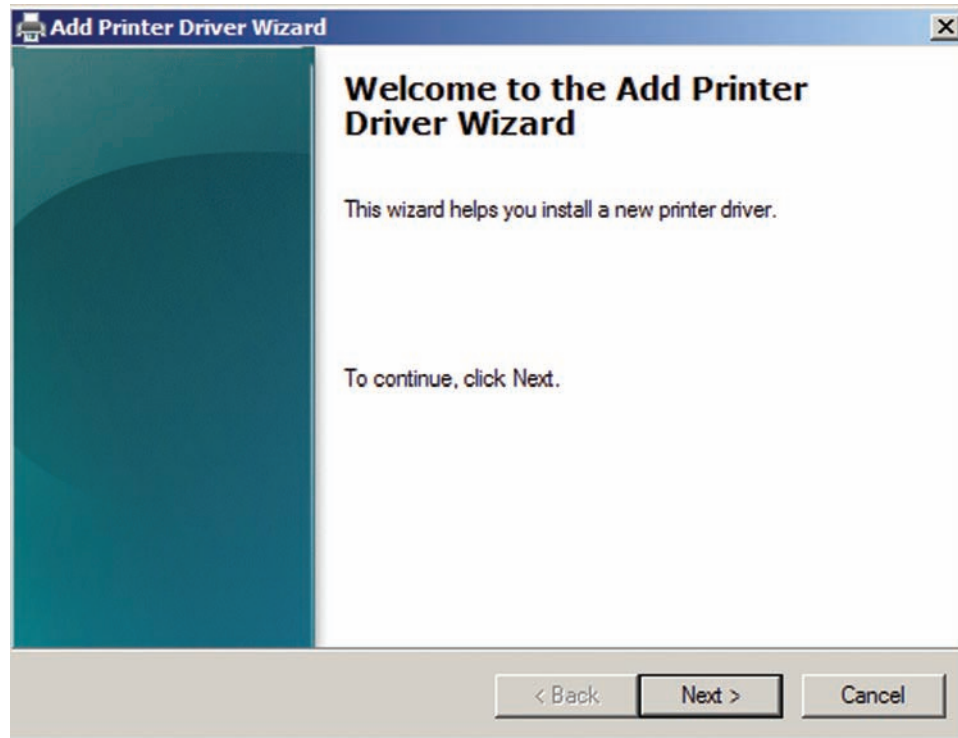 Add Printer Driver Wizard
Welcome to the Add Printer
Driver Wizard
This wizard helps you install a new printer driver.
To continue, click Next.
< Back
Next >
Cancel